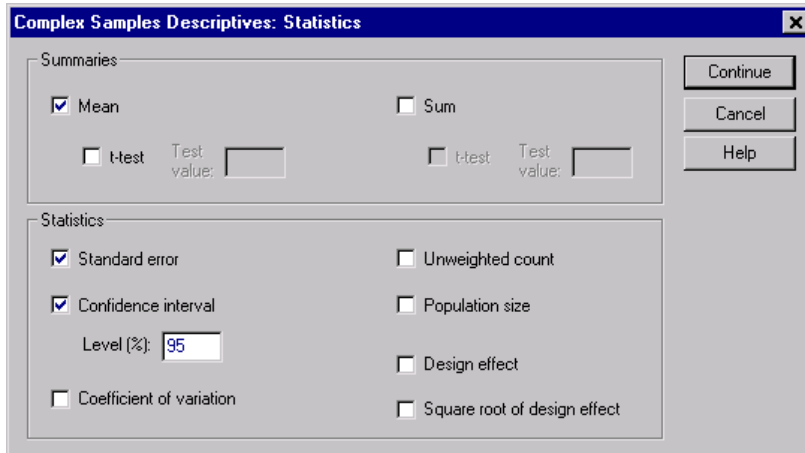 Complex Samples Descriptives: Statistics
Summaries
Continue
Mean
Sum
Cancel
t-test
Test value:
t-test
Test value:
Help
Statistics
Standard error
Unweighted count
Confidence interval
Population size
Level (%): 95
Design effect
Coefficient of variation
Square root of design effect